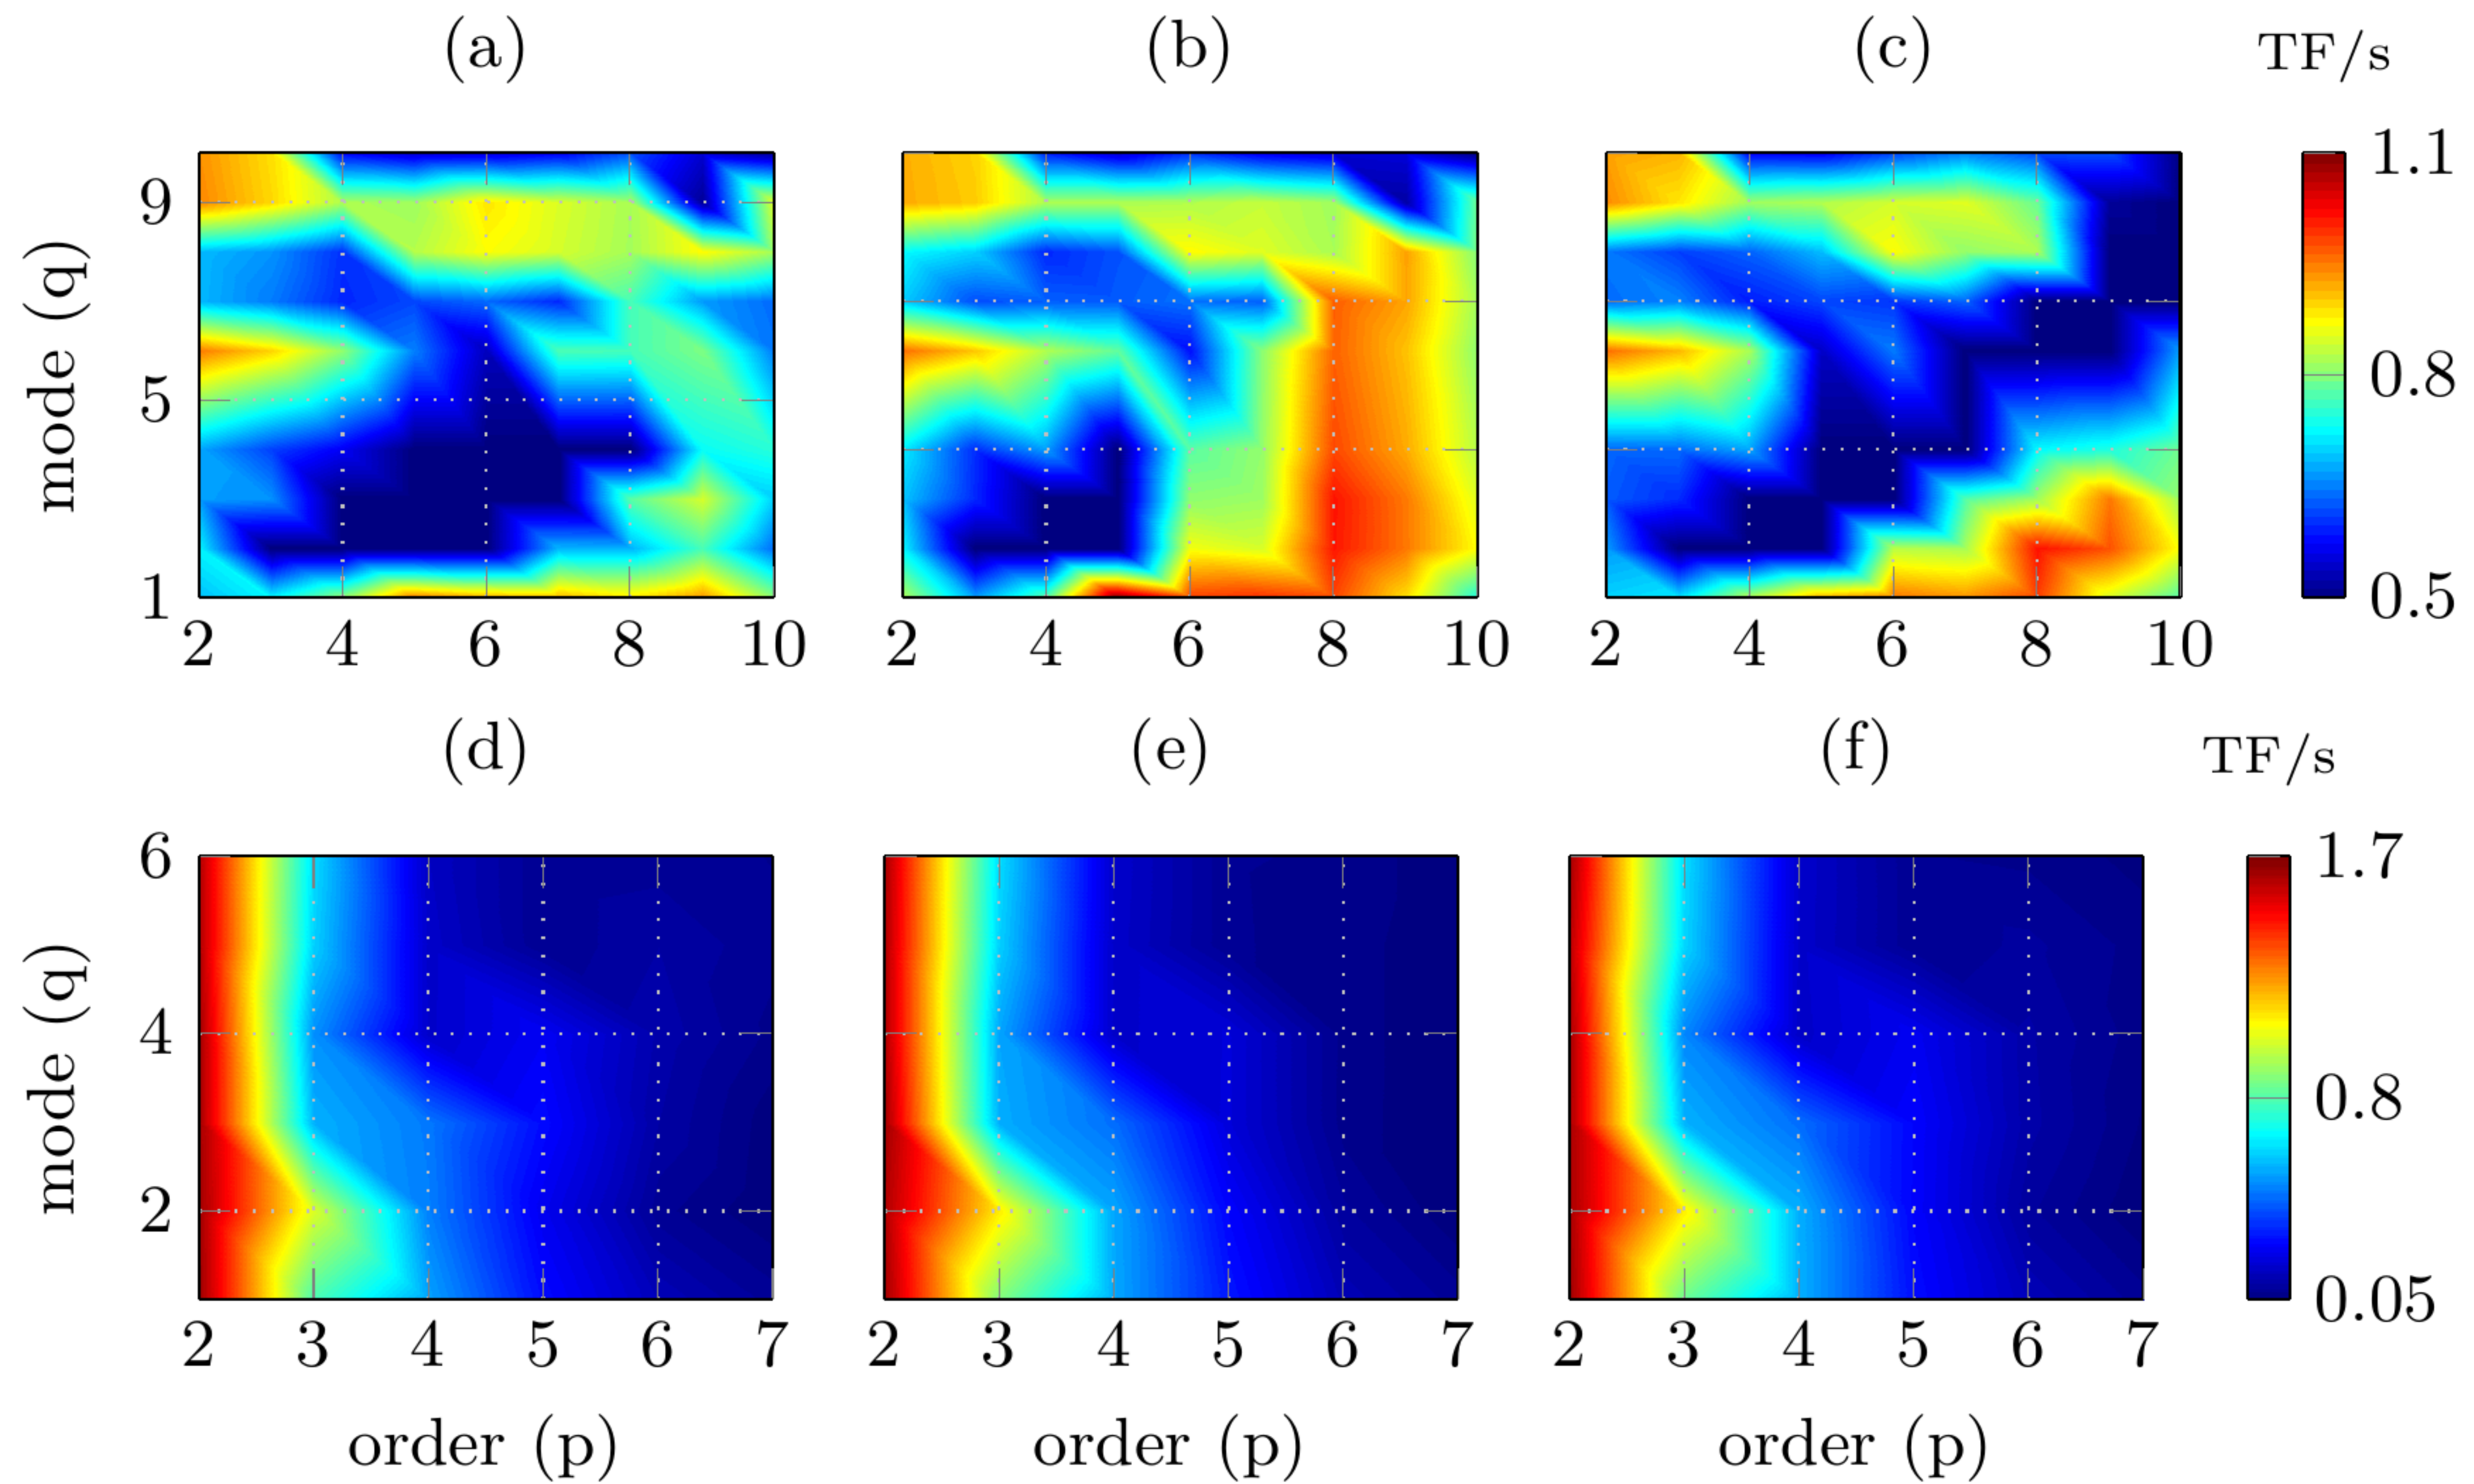 (a) (b) (c) TF/s
mode (q)
9
5
1
2 4 6 8 10
2 4 6 8 10
2 4 6 8 10
1.1
0.8
0.5
(d) (e) (f) TF/s
mode (q)
6
4
2
2 3 4 5 6 7
2 3 4 5 6 7
2 3 4 5 6 7
1.7
0.8
0.05
order (p) order (p) order (p)